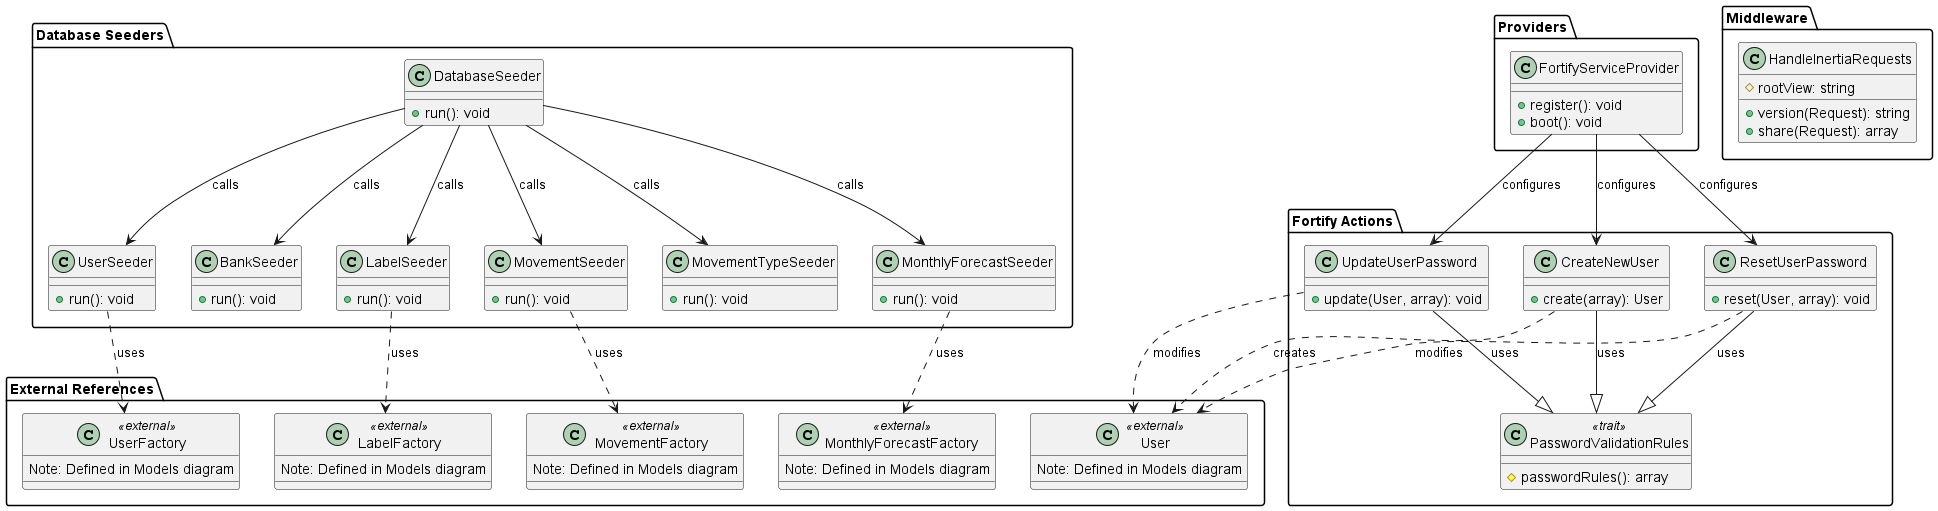 Database Seeders
C DatabaseSeeder
run(): void
calls
calls
calls
calls
calls
calls
C UserSeeder
run(): void
C BankSeeder
run(): void
C LabelSeeder
run(): void
C MovementSeeder
run(): void
C MovementTypeSeeder
run(): void
C MonthlyForecastSeeder
run(): void
Providers
C FortifyServiceProvider
register(): void
boot(): void
Middleware
C HandleInertiaRequests
rootView: string
version(Request): string
share(Request): array
configures
configures
configures
Fortify Actions
C UpdateUserPassword
update(User, array): void
C CreateNewUser
create(array): User
C ResetUserPassword
reset(User, array): void
uses
uses
uses
uses
modifies
creates
modifies
uses
uses
uses
External References
C «external»
UserFactory
Note: Defined in Models diagram
C «external»
LabelFactory
Note: Defined in Models diagram
C «external»
MovementFactory
Note: Defined in Models diagram
C «external»
MonthlyForecastFactory
Note: Defined in Models diagram
C «external»
User
Note: Defined in Models diagram
C «trait»
PasswordValidationRules
passwordRules(): array